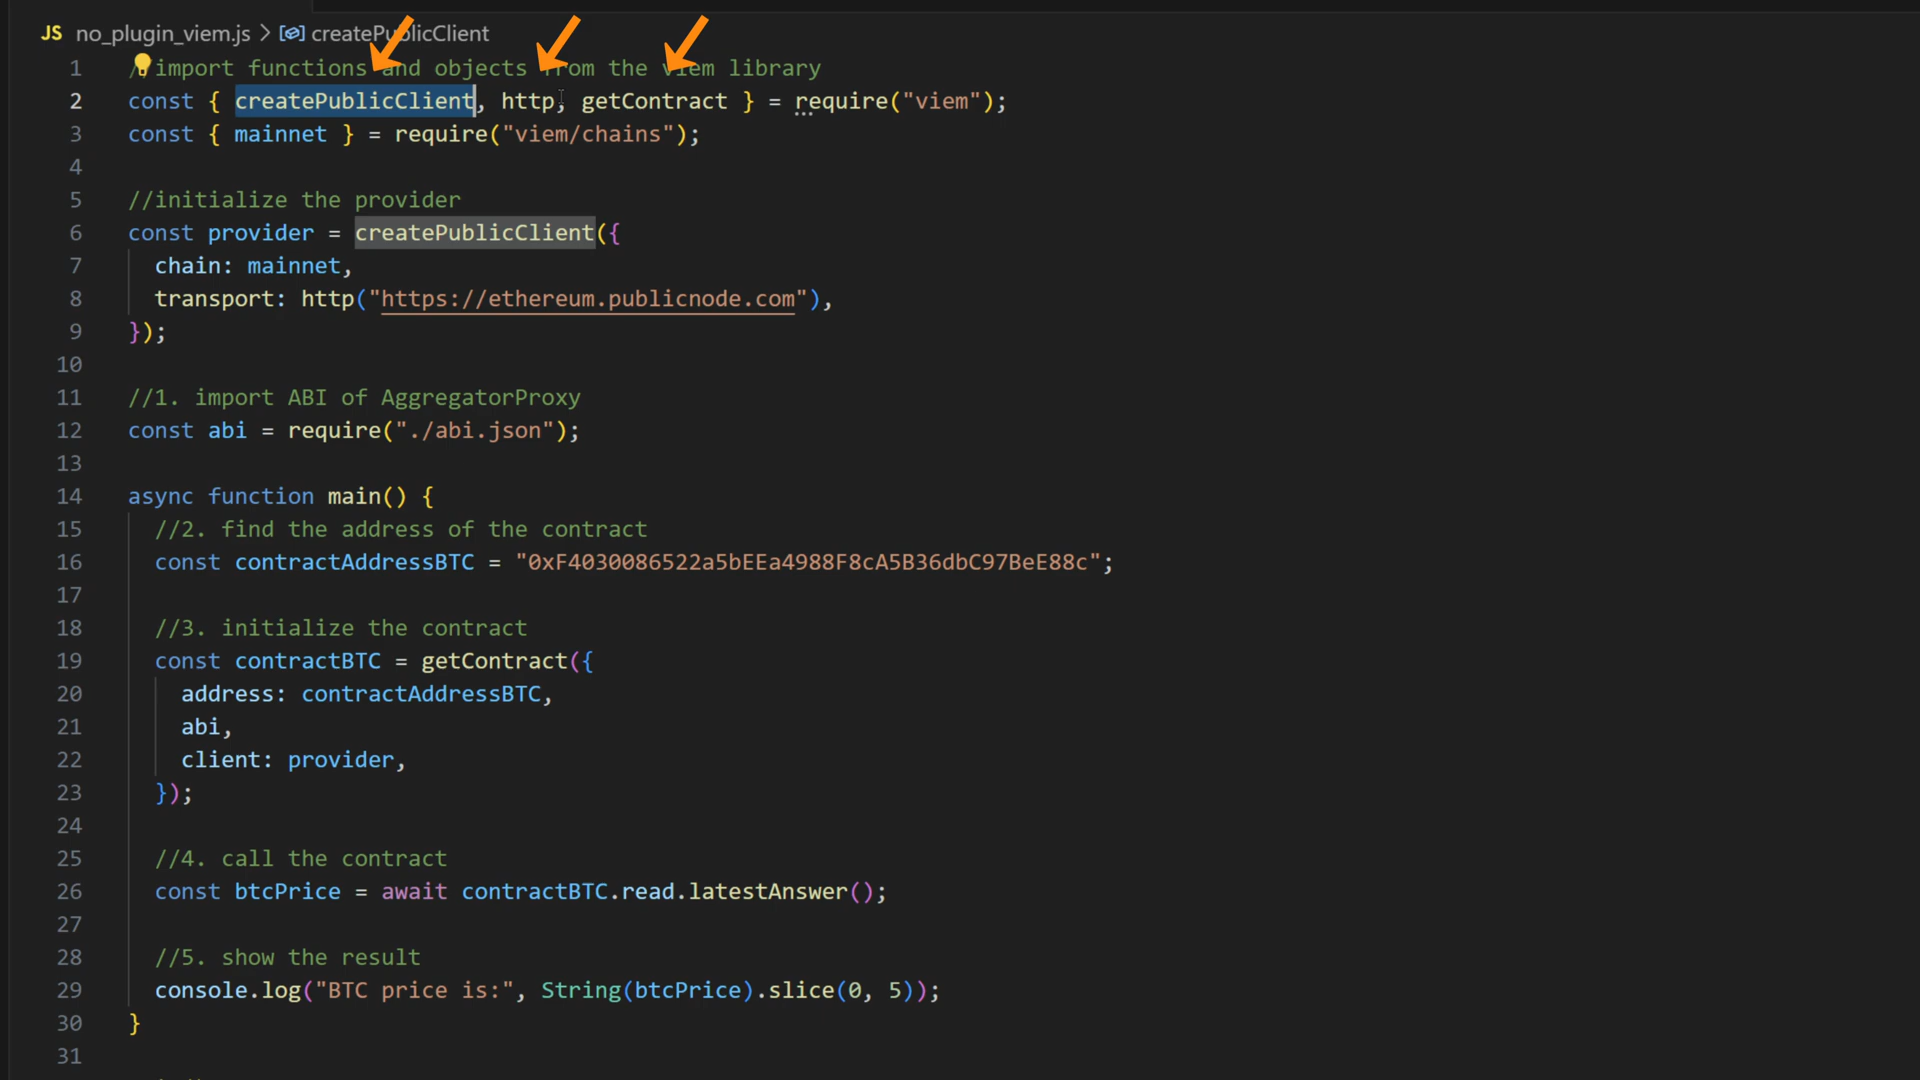 JS no_plugin_viem.js > createPublicClient
1 //import functions and objects from the viem library
2 const { createPublicClient, http, getContract } = require("viem");
3 const { mainnet } = require("viem/chains");
4
5 //initialize the provider
6 const provider = createPublicClient({
7 chain: mainnet,
8 transport: http("https://ethereum.publicnode.com"),
9 });
10
11 //1. import ABI of AggregatorProxy
12 const abi = require("./abi.json");
13
14 async function main() {
15 //2. find the address of the contract
16 const contractAddressBTC = "0xF4030086522a5bEEa4988F8cA5B36dbC97BeE88c";
17
18 //3. initialize the contract
19 const contractBTC = getContract({
20 address: contractAddressBTC,
21 abi,
22 client: provider,
23 });
24
25 //4. call the contract
26 const btcPrice = await contractBTC.read.latestAnswer();
27
28 //5. show the result
29 console.log("BTC price is:", String(btcPrice).slice(0, 5));
30 }
31